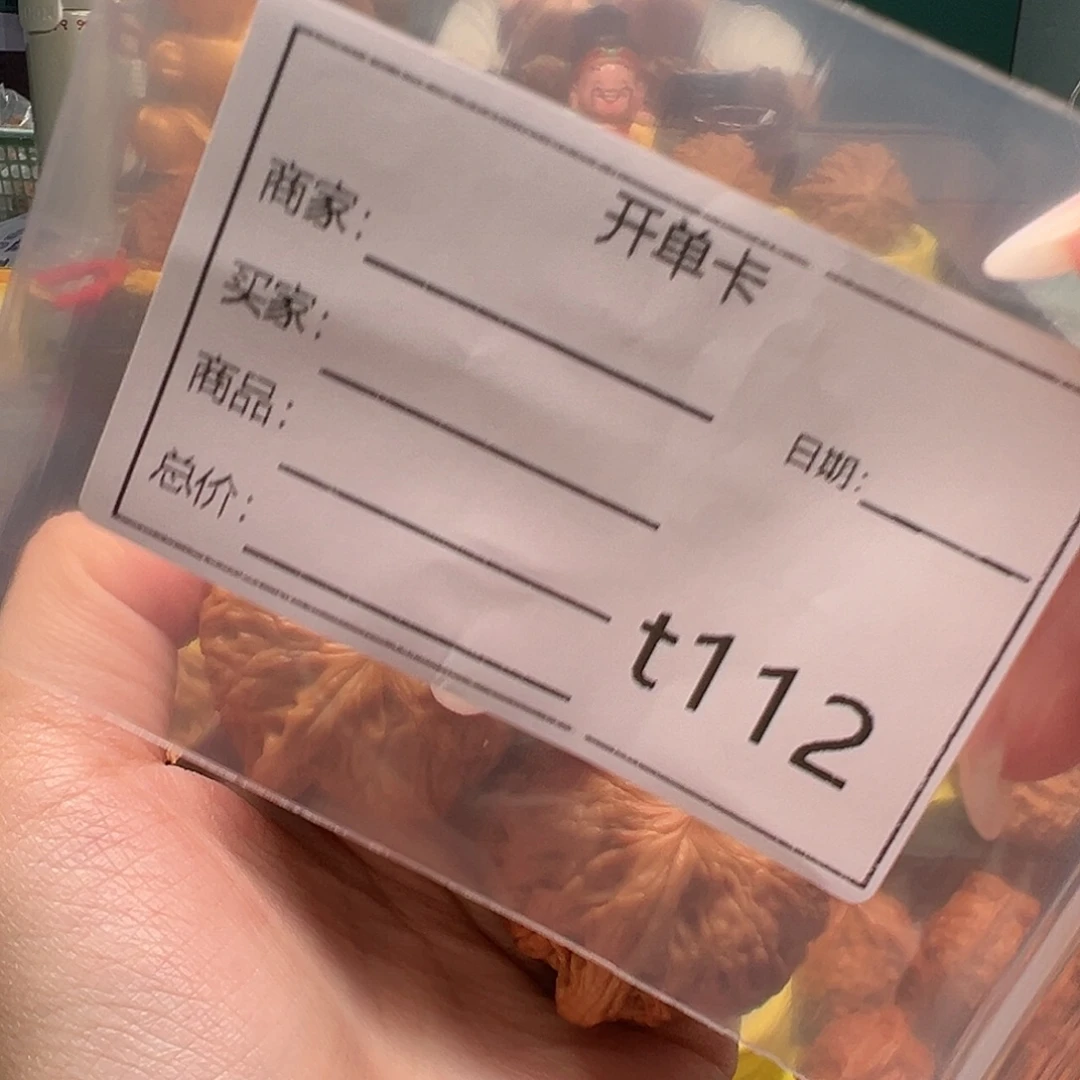 开单卡
商家：
买家：
商品：
日期：
总价：
t112